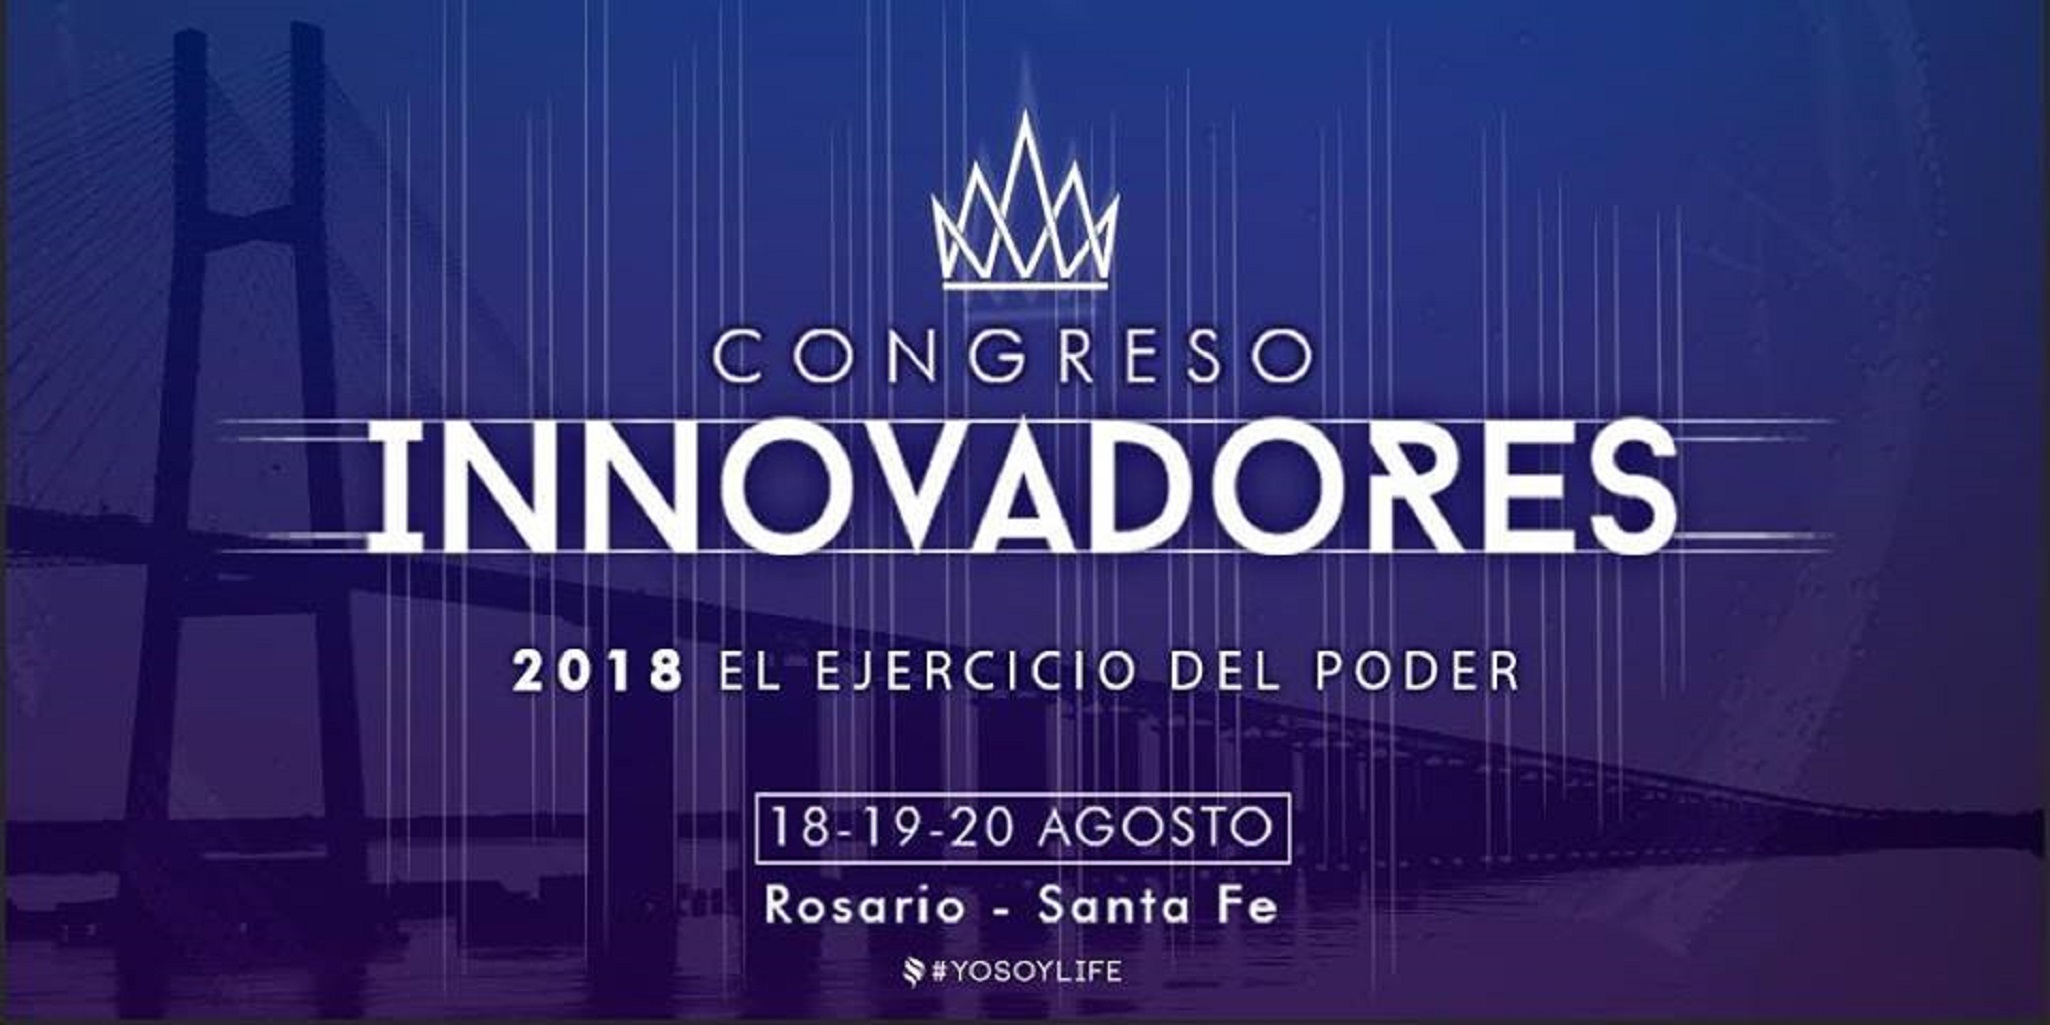 CONGRESO
INNOVADORES
2018 EL EJERCICIO DEL PODER
18-19-20 AGOSTO
Rosario - Santa Fe
#YOSOYLIFE